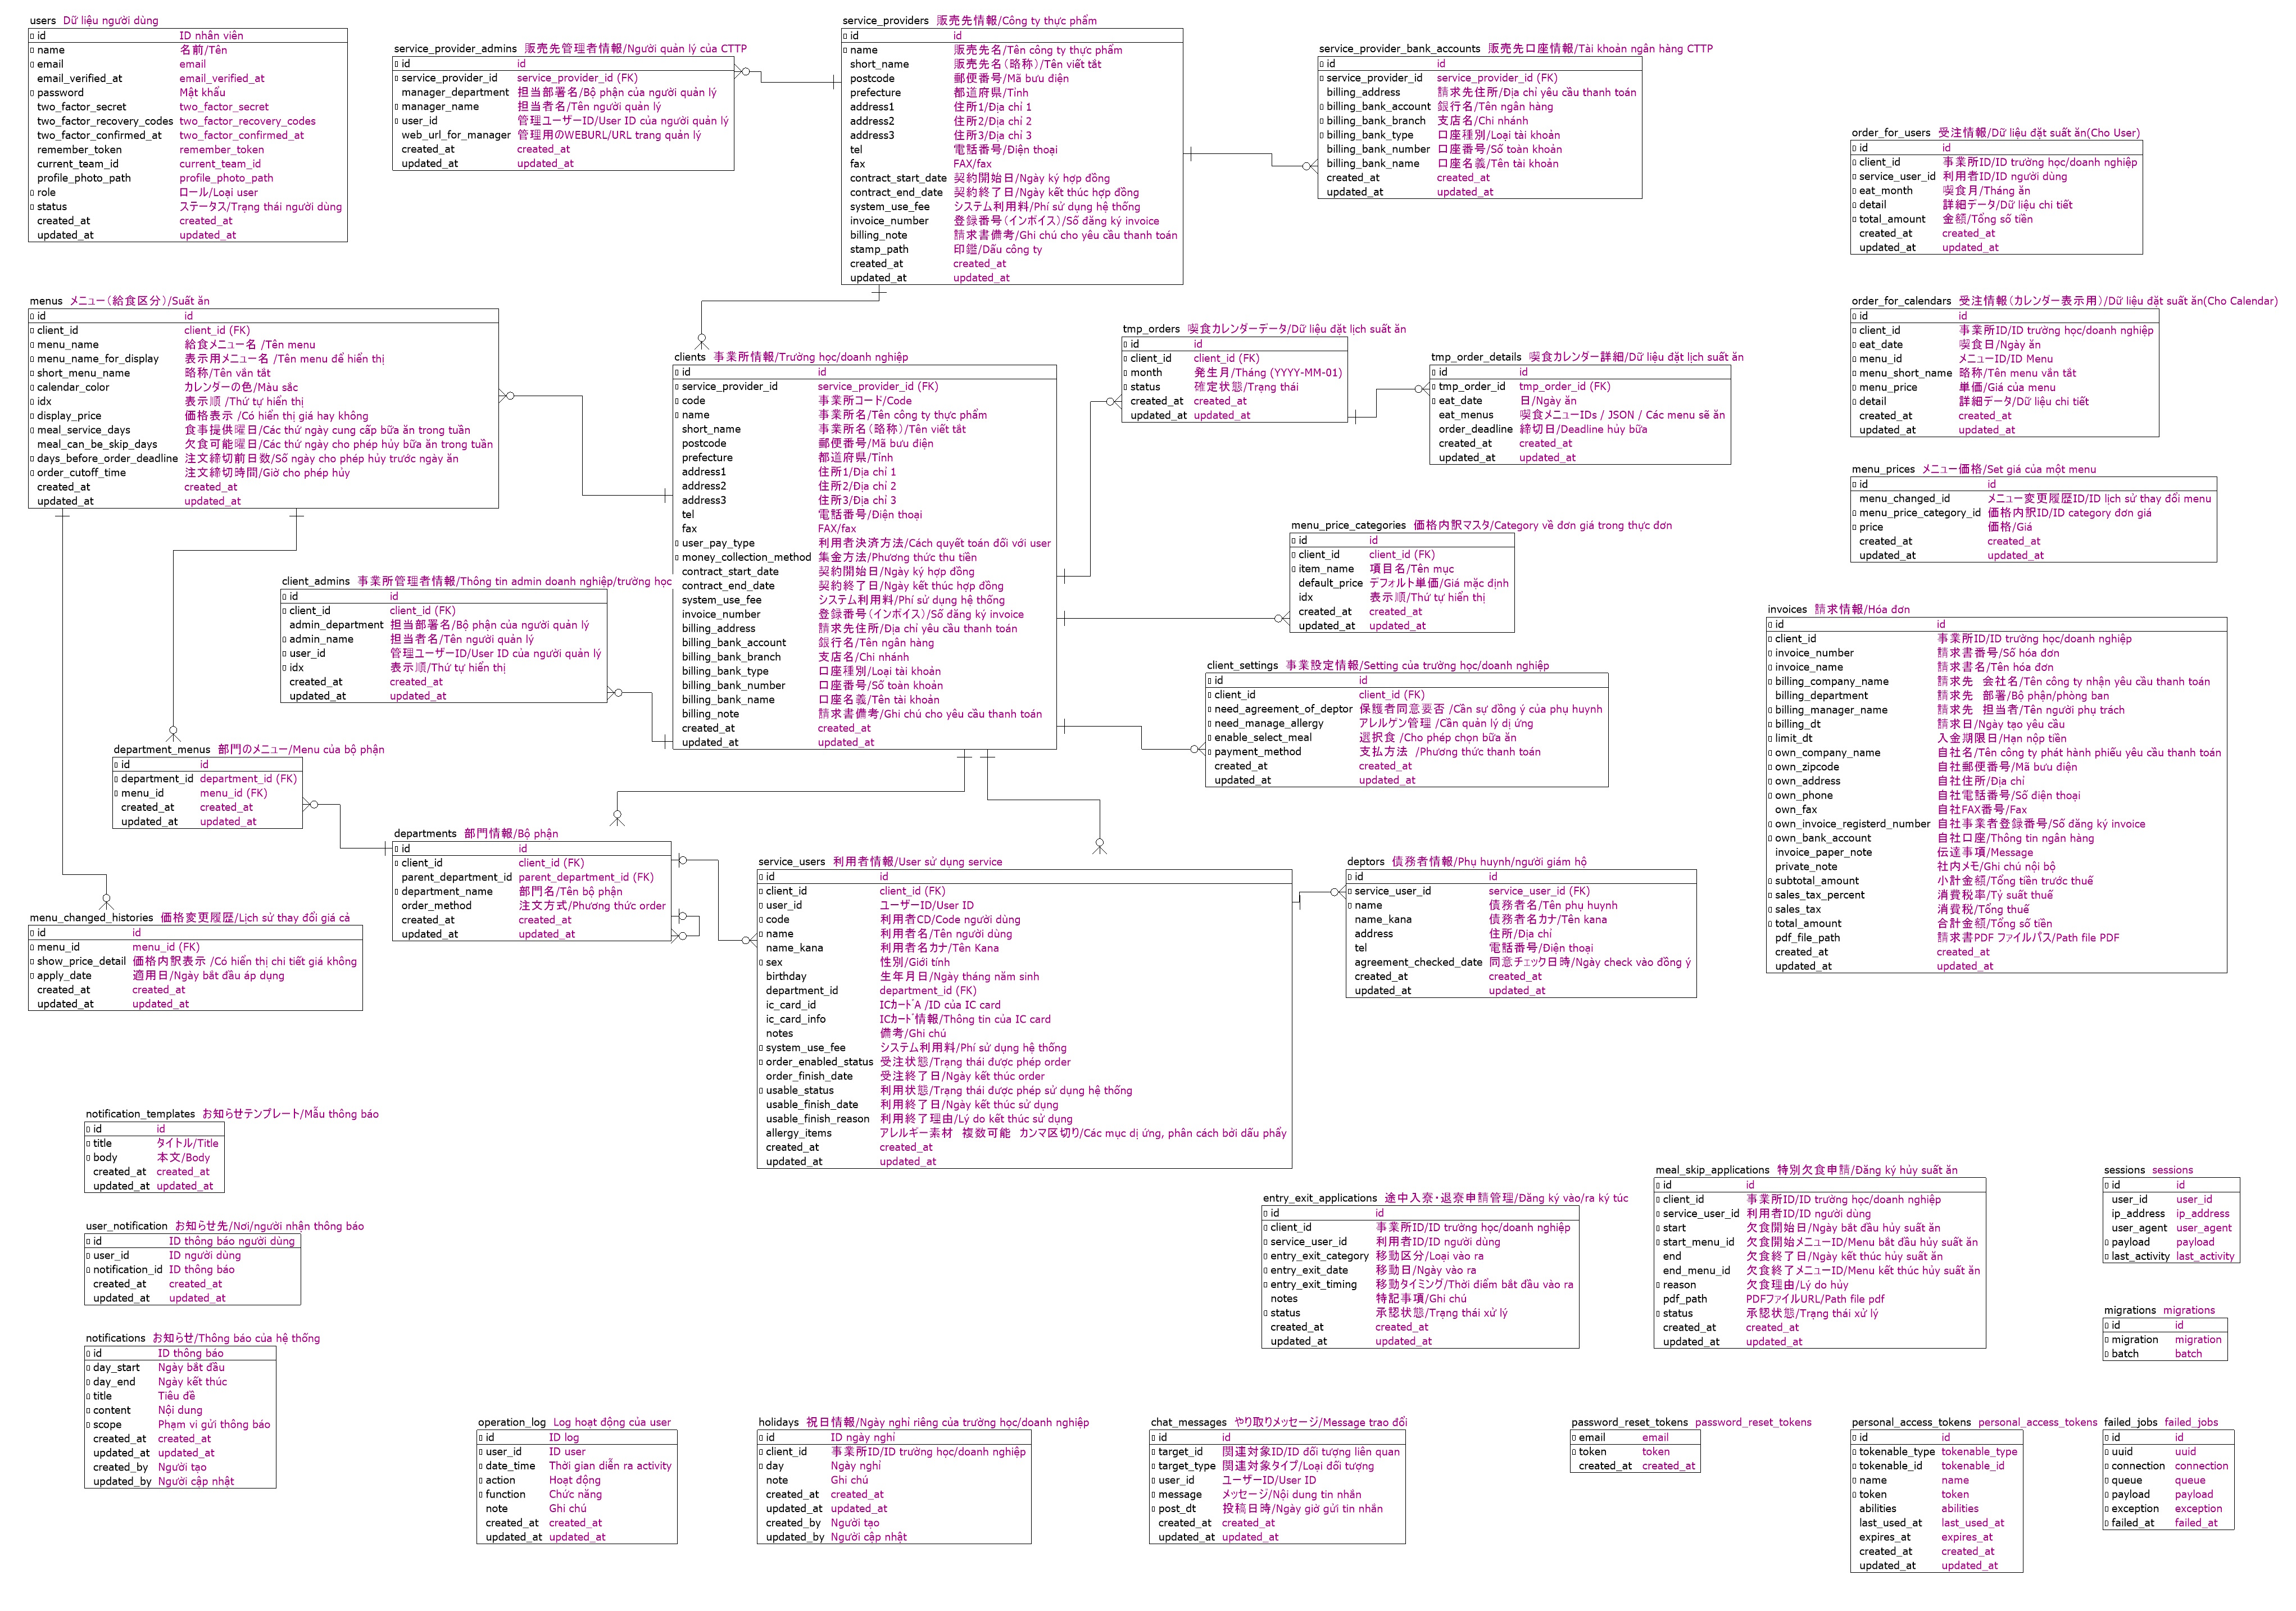 users Dữ liệu người dùng
id ID nhân viên
name 名前/Tên
email email
email_verified_at email_verified_at
password Mật khẩu
two_factor_secret two_factor_secret
two_factor_recovery_codes two_factor_recovery_codes
two_factor_confirmed_at two_factor_confirmed_at
remember_token remember_token
current_team_id current_team_id
profile_photo_path profile_photo_path
role ロール/Loại user
status ステータス/Trạng thái người dùng
created_at created_at
updated_at updated_at
service_provider_admins 販売先管理者情報/Người quản lý của CTTP
id id
service_provider_id service_provider_id (FK)
manager_department 担当部署名/Bộ phận của người quản lý
manager_name 担当者名/Tên người quản lý
user_id 管理ユーザーID/User ID của người quản lý
web_url_for_manager 管理用のWEBURL/URL trang quản lý
created_at created_at
updated_at updated_at
service_providers 販売先情報/Công ty thực phẩm
id id
name 販売先名/Tên công ty thực phẩm
short_name 販売先名（略称）/Tên viết tắt
postcode 郵便番号/Mã bưu điện
prefecture 都道府県/Tỉnh
address1 住所1/Địa chỉ 1
address2 住所2/Địa chỉ 2
address3 住所3/Địa chỉ 3
tel 電話番号/Điện thoại
fax FAX/fax
contract_start_date 契約開始日/Ngày ký hợp đồng
contract_end_date 契約終了日/Ngày kết thúc hợp đồng
system_use_fee システム利用料/Phí sử dụng hệ thống
invoice_number 登録番号（インボイス）/Số đăng ký invoice
billing_note 請求書備考/Ghi chú cho yêu cầu thanh toán
stamp_path 印鑑/Dấu công ty
created_at created_at
updated_at updated_at
service_provider_bank_accounts 販売先口座情報/Tài khoản ngân hàng CTTP
id id
service_provider_id service_provider_id (FK)
billing_address 請求先住所/Địa chỉ yêu cầu thanh toán
billing_bank_account 銀行名/Tên ngân hàng
billing_bank_branch 支店名/Chi nhánh
billing_bank_type 口座種別/Loại tài khoản
billing_bank_number 口座番号/Số toàn khoản
billing_bank_name 口座名義/Tên tài khoản
created_at created_at
updated_at updated_at
order_for_users 受注情報/Dữ liệu đặt suất ăn(Cho User)
id id
client_id 事業所ID/ID trường học/doanh nghiệp
service_user_id 利用者ID/ID người dùng
eat_month 喫食月/Tháng ăn
detail 詳細データ/Dữ liệu chi tiết
total_amount 金額/Tổng số tiền
created_at created_at
updated_at updated_at
menus メニュー（給食区分）/Suất ăn
id id
client_id client_id (FK)
menu_name 給食メニュー名 /Tên menu
menu_name_for_display 表示用メニュー名 /Tên menu để hiển thị
short_menu_name 略称/Tên vắn tắt
calendar_color カレンダーの色/Màu sắc
idx 表示順 /Thứ tự hiển thị
display_price 価格表示 /Có hiển thị giá hay không
meal_service_days 食事提供曜日/Các thứ ngày cung cấp bữa ăn trong tuần
meal_can_be_skip_days 欠食可能曜日/Các thứ ngày cho phép hủy bữa ăn trong tuần
days_before_order_deadline 注文締切前日数/Số ngày cho phép hủy trước ngày ăn
order_cutoff_time 注文締切時間/Giờ cho phép hủy
created_at created_at
updated_at updated_at
clients 事業所情報/Trường học/doanh nghiệp
id id
service_provider_id service_provider_id (FK)
code 事業所コード/Code
name 事業所名/Tên công ty thực phẩm
short_name 事業所名（略称）/Tên viết tắt
postcode 郵便番号/Mã bưu điện
prefecture 都道府県/Tỉnh
address1 住所1/Địa chỉ 1
address2 住所2/Địa chỉ 2
address3 住所3/Địa chỉ 3
tel 電話番号/Điện thoại
fax FAX/fax
user_pay_type 利用者決済方法/Cách quyết toán đối với user
money_collection_method 集金方法/Phương thức thu tiền
contract_start_date 契約開始日/Ngày ký hợp đồng
contract_end_date 契約終了日/Ngày kết thúc hợp đồng
system_use_fee システム利用料/Phí sử dụng hệ thống
invoice_number 登録番号（インボイス）/Số đăng ký invoice
billing_address 請求先住所/Địa chỉ yêu cầu thanh toán
billing_bank_account 銀行名/Tên ngân hàng
billing_bank_branch 支店名/Chi nhánh
billing_bank_type 口座種別/Loại tài khoản
billing_bank_number 口座番号/Số toàn khoản
billing_bank_name 口座名義/Tên tài khoản
billing_note 請求書備考/Ghi chú cho yêu cầu thanh toán
created_at created_at
updated_at updated_at
tmp_orders 喫食カレンダーデータ/Dữ liệu đặt lịch suất ăn
id id
client_id client_id (FK)
month 発生月/Tháng (YYYY-MM-01)
status 確定状態/Trạng thái
created_at created_at
updated_at updated_at
tmp_order_details 喫食カレンダー詳細/Dữ liệu đặt lịch suất ăn
id id
tmp_order_id tmp_order_id (FK)
eat_date 日/Ngày ăn
eat_menus 喫食メニューIDs / JSON / Các menu sẽ ăn
order_deadline 締切日/Deadline hủy bữa
created_at created_at
updated_at updated_at
order_for_calendars 受注情報（カレンダー表示用）/Dữ liệu đặt suất ăn(Cho Calendar)
id id
client_id 事業所ID/ID trường học/doanh nghiệp
eat_date 喫食日/Ngày ăn
menu_id メニューID/ID Menu
menu_short_name 略称/Tên menu vắn tắt
menu_price 単価/Giá của menu
detail 詳細データ/Dữ liệu chi tiết
created_at created_at
updated_at updated_at
menu_prices メニュー価格/Set giá của một menu
id id
menu_changed_id メニュー変更履歴ID/ID lịch sử thay đổi menu
menu_price_category_id 価格内訳ID/ID category đơn giá
price 価格/Giá
created_at created_at
updated_at updated_at
menu_price_categories 価格内訳マスタ/Category về đơn giá trong thực đơn
id id
client_id client_id (FK)
item_name 項目名/Tên mục
default_price デフォルト単価/Giá mặc định
idx 表示順/Thứ tự hiển thị
created_at created_at
updated_at updated_at
client_admins 事業所管理者情報/Thông tin admin doanh nghiệp/trường học
id id
client_id client_id (FK)
admin_department 担当部署名/Bộ phận của người quản lý
admin_name 担当者名/Tên người quản lý
user_id 管理ユーザーID/User ID của người quản lý
idx 表示順/Thứ tự hiển thị
created_at created_at
updated_at updated_at
client_settings 事業設定情報/Setting của trường học/doanh nghiệp
id id
client_id client_id (FK)
need_agreement_of_deptor 保護者同意要否 /Cần sự đồng ý của phụ huynh
need_manage_allergy アレルゲン管理 /Cần quản lý dị ứng
enable_select_meal 選択食 /Cho phép chọn bữa ăn
payment_method 支払方法 /Phương thức thanh toán
created_at created_at
updated_at updated_at
invoices 請求情報/Hóa đơn
id id
client_id 事業所ID/ID trường học/doanh nghiệp
invoice_number 請求書番号/Số hóa đơn
invoice_name 請求書名/Tên hóa đơn
billing_company_name 請求先 会社名/Tên công ty nhận yêu cầu thanh toán
billing_department 請求先 部署/Bộ phận/phòng ban
billing_manager_name 請求先 担当者/Tên người phụ trách
billing_dt 請求日/Ngày tạo yêu cầu
limit_dt 入金期限日/Hạn nộp tiền
own_company_name 自社名/Tên công ty phát hành phiếu yêu cầu thanh toán
own_zipcode 自社郵便番号/Mã bưu điện
own_address 自社住所/Địa chỉ
own_phone 自社電話番号/Số điện thoại
own_fax 自社FAX番号/Fax
own_invoice_registerd_number 自社事業者登録番号/Số đăng ký invoice
own_bank_account 自社口座/Thông tin ngân hàng
invoice_paper_note 伝達事項/Message
private_note 社内メモ/Ghi chú nội bộ
subtotal_amount 小計金額/Tổng tiền trước thuế
sales_tax_percent 消費税率/Tỷ suất thuế
sales_tax 消費税/Tổng thuế
total_amount 合計金額/Tổng số tiền
pdf_file_path 請求書PDF ファイルパス/Path file PDF
created_at created_at
updated_at updated_at
department_menus 部門のメニュー/Menu của bộ phận
id id
department_id department_id (FK)
menu_id menu_id (FK)
created_at created_at
updated_at updated_at
departments 部門情報/Bộ phận
id id
client_id client_id (FK)
parent_department_id parent_department_id (FK)
department_name 部門名/Tên bộ phận
order_method 注文方式/Phương thức order
created_at created_at
updated_at updated_at
menu_changed_histories 価格変更履歴/Lịch sử thay đổi giá cả
id id
menu_id menu_id (FK)
show_price_detail 価格内訳表示 /Có hiển thị chi tiết giá không
apply_date 適用日/Ngày bắt đầu áp dụng
created_at created_at
updated_at updated_at
service_users 利用者情報/User sử dụng service
id id
client_id client_id (FK)
user_id ユーザーID/User ID
code 利用者CD/Code người dùng
name 利用者名/Tên người dùng
name_kana 利用者名カナ/Tên Kana
sex 性別/Giới tính
birthday 生年月日/Ngày tháng năm sinh
department_id department_id (FK)
ic_card_id ICｶｰﾄﾞA /ID của IC card
ic_card_info ICｶｰﾄﾞ情報/Thông tin của IC card
notes 備考/Ghi chú
system_use_fee システム利用料/Phí sử dụng hệ thống
order_enabled_status 受注状態/Trạng thái được phép order
order_finish_date 受注終了日/Ngày kết thúc order
usable_status 利用状態/Trạng thái được phép sử dụng hệ thống
usable_finish_date 利用終了日/Ngày kết thúc sử dụng
usable_finish_reason 利用終了理由/Lý do kết thúc sử dụng
allergy_items アレルギー素材 複数可能 カンマ区切り/Các mục dị ứng, phân cách bởi dấu phẩy
created_at created_at
updated_at updated_at
deptors 債務者情報/Phụ huynh/người giám hộ
id id
service_user_id service_user_id (FK)
name 債務者名/Tên phụ huynh
name_kana 債務者名カナ/Tên kana
address 住所/Địa chỉ
tel 電話番号/Điện thoại
agreement_checked_date 同意チェック日時/Ngày check vào đồng ý
created_at created_at
updated_at updated_at
notification_templates お知らせテンプレート/Mẫu thông báo
id id
title タイトル/Title
body 本文/Body
created_at created_at
updated_at updated_at
user_notification お知らせ先/Nơi/người nhận thông báo
id ID thông báo người dùng
user_id ID người dùng
notification_id ID thông báo
created_at created_at
updated_at updated_at
notifications お知らせ/Thông báo của hệ thống
id ID thông báo
day_start Ngày bắt đầu
day_end Ngày kết thúc
title Tiêu đề
content Nội dung
scope Phạm vi gửi thông báo
created_at created_at
updated_at updated_at
created_by Người tạo
updated_by Người cập nhật
entry_exit_applications 途中入寮・退寮申請管理/Đăng ký vào/ra ký túc
id id
client_id 事業所ID/ID trường học/doanh nghiệp
service_user_id 利用者ID/ID người dùng
entry_exit_category 移動区分/Loại vào ra
entry_exit_date 移動日/Ngày vào ra
entry_exit_timing 移動タイミング/Thời điểm bắt đầu vào ra
notes 特記事項/Ghi chú
status 承認状態/Trạng thái xử lý
created_at created_at
updated_at updated_at
meal_skip_applications 特別欠食申請/Đăng ký hủy suất ăn
id id
client_id 事業所ID/ID trường học/doanh nghiệp
service_user_id 利用者ID/ID người dùng
start 欠食開始日/Ngày bắt đầu hủy suất ăn
start_menu_id 欠食開始メニューID/Menu bắt đầu hủy suất ăn
end 欠食終了日/Ngày kết thúc hủy suất ăn
end_menu_id 欠食終了メニューID/Menu kết thúc hủy suất ăn
reason 欠食理由/Lý do hủy
pdf_path PDFﾌｧｲﾙURL/Path file pdf
status 承認状態/Trạng thái xử lý
created_at created_at
updated_at updated_at
sessions sessions
id id
user_id user_id
ip_address ip_address
user_agent user_agent
payload payload
last_activity last_activity
migrations migrations
id id
migration migration
batch batch
operation_log Log hoạt động của user
id ID log
user_id ID user
date_time Thời gian diễn ra activity
action Hoạt động
function Chức năng
note Ghi chú
created_at created_at
updated_at updated_at
holidays 祝日情報/Ngày nghỉ riêng của trường học/doanh nghiệp
id ID ngày nghỉ
client_id 事業所ID/ID trường học/doanh nghiệp
day Ngày nghỉ
note Ghi chú
created_at created_at
updated_at updated_at
created_by Người tạo
updated_by Người cập nhật
chat_messages やり取りメッセージ/Message trao đổi
id id
target_id 関連対象ID/ID đối tượng liên quan
target_type 関連対象タイプ/Loại đối tượng
user_id ユーザーID/User ID
message メッセージ/Nội dung tin nhắn
post_dt 投稿日時/Ngày giờ gửi tin nhắn
created_at created_at
updated_at updated_at
password_reset_tokens password_reset_tokens
email email
token token
created_at created_at
personal_access_tokens personal_access_tokens
id id
tokenable_type tokenable_type
tokenable_id tokenable_id
name name
token token
abilities abilities
last_used_at last_used_at
expires_at expires_at
created_at created_at
updated_at updated_at
failed_jobs failed_jobs
id id
uuid uuid
connection connection
queue queue
payload payload
exception exception
failed_at failed_at